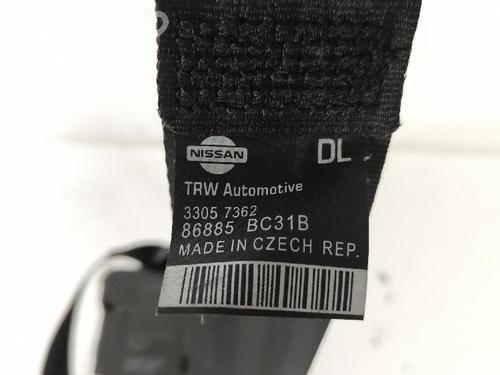 NISSAN DL
TRW Automotive
3305 7362
86885 BC31B
MADE IN CZECH REP.